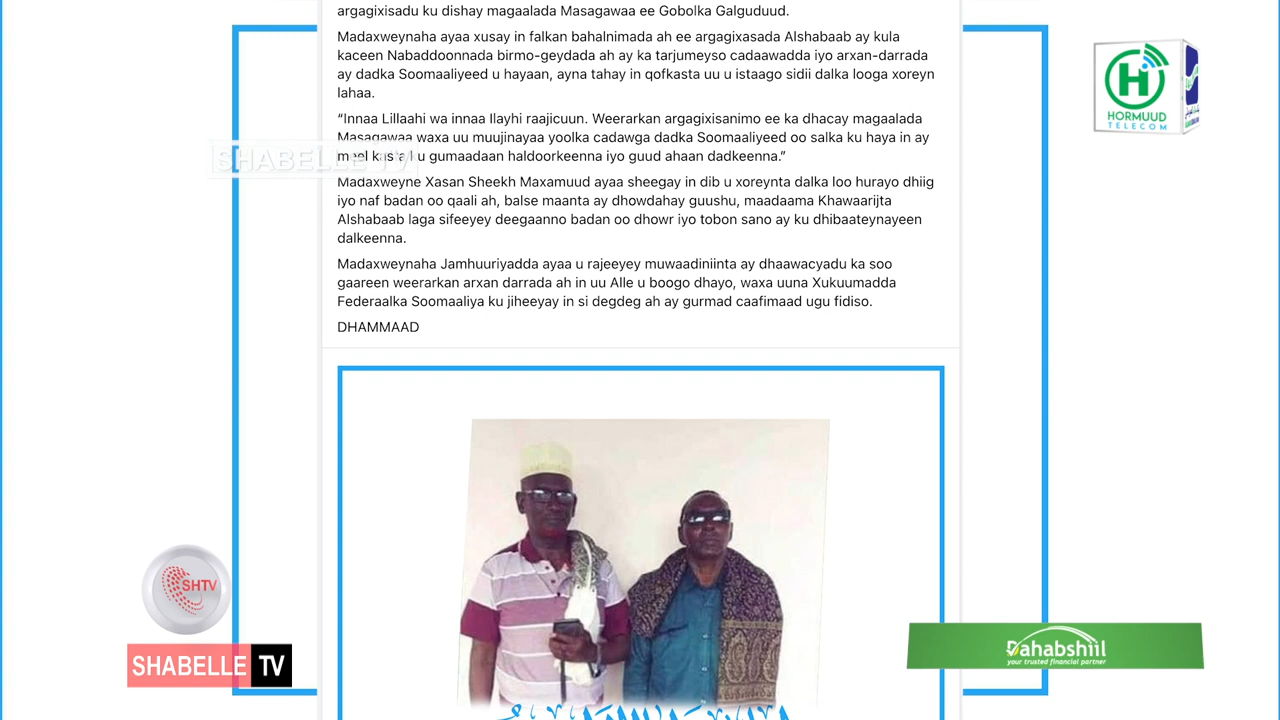 argagixisadu ku dishay magaalada Masagawaa ee Gobolka Galguduud.
Madaxweynaha ayaa xusay in falkan bahalnimada ah ee argagixasada Alshabaab ay kula
kaceen Nabaddoonnada birmo-geydada ah ay ka tarjumeyso cadaawadda iyo arxan-darrada
ay dadka Soomaaliyeed u hayaan, ayna tahay in qofkasta uu u istaago sidii dalka looga xoreyn
lahaa.
“Innaa Lillaahi wa innaa Ilayhi raajicuun. Weerarkan argagixisanimo ee ka dhacay magaalada
Masagawaa uu muujinayaa yoolka cadawga dadka Soomaaliyeed oo salka ku haya in ay
meel kasta ku gumaadaan haldoorkeenna iyo guud ahaan dadkeenna.”
Madaxweyne Xasan Sheekh Maxamuud ayaa sheegay in dib u xoreynta dalka loo hurayo dhiig
iyo naf badan oo qaali ah, balse maanta ay dhowdahay guushu, maadaama Khawaarijta
Alshabaab laga sifeeyey deegaanno badan oo dhowr iyo tobon sano ay ku dhibaateynayeen
dalkeenna.
Madaxweynaha Jamhuuriyadda ayaa u rajeeyey muwaadiniinta ay dhaawacyadu ka soo
gaareen weerarkan arxan darrada ah in uu Alle u boogo dhayo, waxa uuna Xukuumadda
Federaalka Soomaaliya ku jiheeyay in si degdeg ah ay gurmad caafimaad ugu fidiso.
DHAMMAAD
SHABELLE TV
HORMUUD
TELECOM
SHTV
SHABELLE TV
Dahabshiil
your trusted financial partner